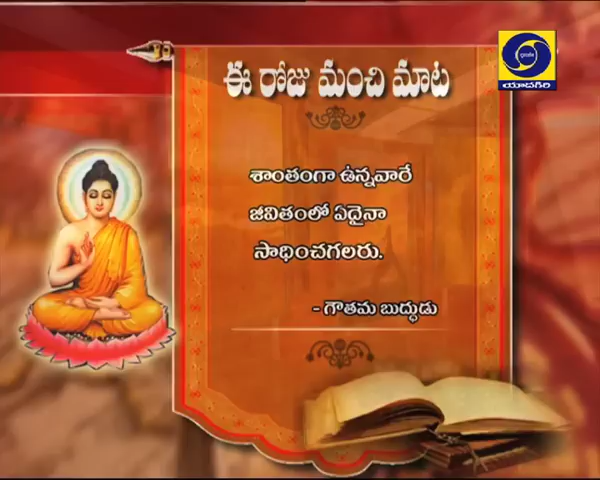 ఈ రోజు మంచి మాట
యాదగిరి
శాంతంగా ఉన్నవారే
జీవితంలో ఏదైనా
సాధించగలరు.
- గౌతమ బుద్ధుడు